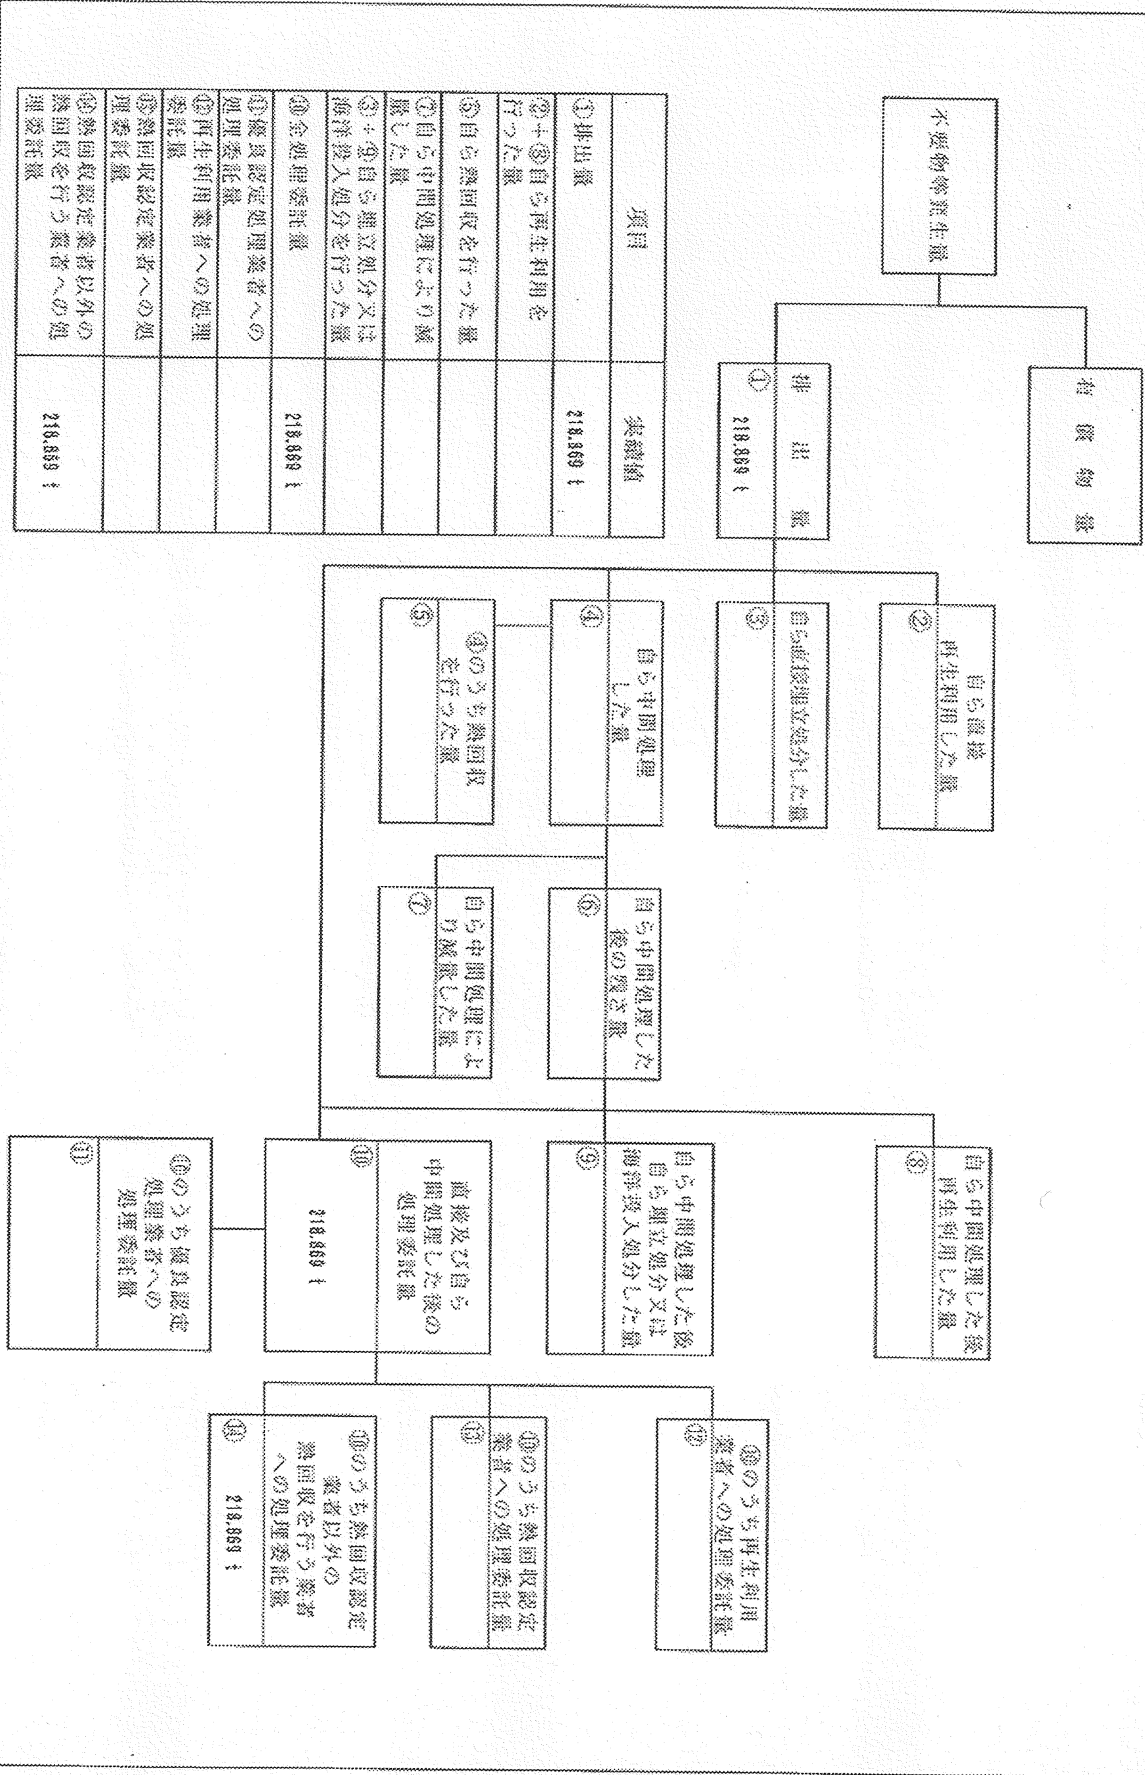 有価物量
不要物等発生量
排出量
①
218.869 t
自ら直接
再生利用した量
②
自ら直接埋立処分した量
③
自ら中間処理
した量
④
④のうち熱回収
を行った量
⑤
自ら中間処理した
後の残さ量
⑥
自ら中間処理によ
り減量した量
⑦
自ら中間処理した後
再生利用した量
⑧
自ら中間処理した後
自ら埋立処分又は
海洋投入処分した量
⑨
直接及び自ら
中間処理した後の
処理委託量
⑩
218.869 t
⑩のうち優良認定
処理業者への
処理委託量
⑪
⑩のうち再生利用
業者への処理委託量
⑫
⑩のうち熱回収認定
業者への処理委託量
⑬
⑩のうち熱回収認定
業者以外の
熱回収を行う業者
への処理委託量
⑭
218.869 t
項目 実績値
①排出量 218.869 t
②+⑧自ら再生利用を
行った量
⑤自ら熱回収を行った量
⑦自ら中間処理により減
量した量
③+⑨自ら埋立処分又は
海洋投入処分を行った量
⑩全処理委託量 218.869 t
⑪優良認定処理業者への
処理委託量
⑫再生利用業者への処理
委託量
⑬熱回収認定業者への処
理委託量
⑭熱回収認定業者以外の
熱回収を行う業者への処
理委託量
218.869 t